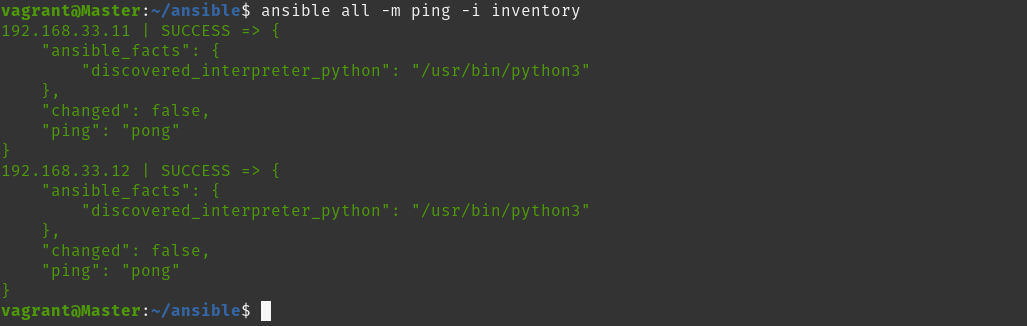 vagrant@Master:~/ansible$ ansible all -m ping -i inventory
192.168.33.11 | SUCCESS => {
    "ansible_facts": {
        "discovered_interpreter_python": "/usr/bin/python3"
    },
    "changed": false,
    "ping": "pong"
}
192.168.33.12 | SUCCESS => {
    "ansible_facts": {
        "discovered_interpreter_python": "/usr/bin/python3"
    },
    "changed": false,
    "ping": "pong"
}
vagrant@Master:~/ansible$